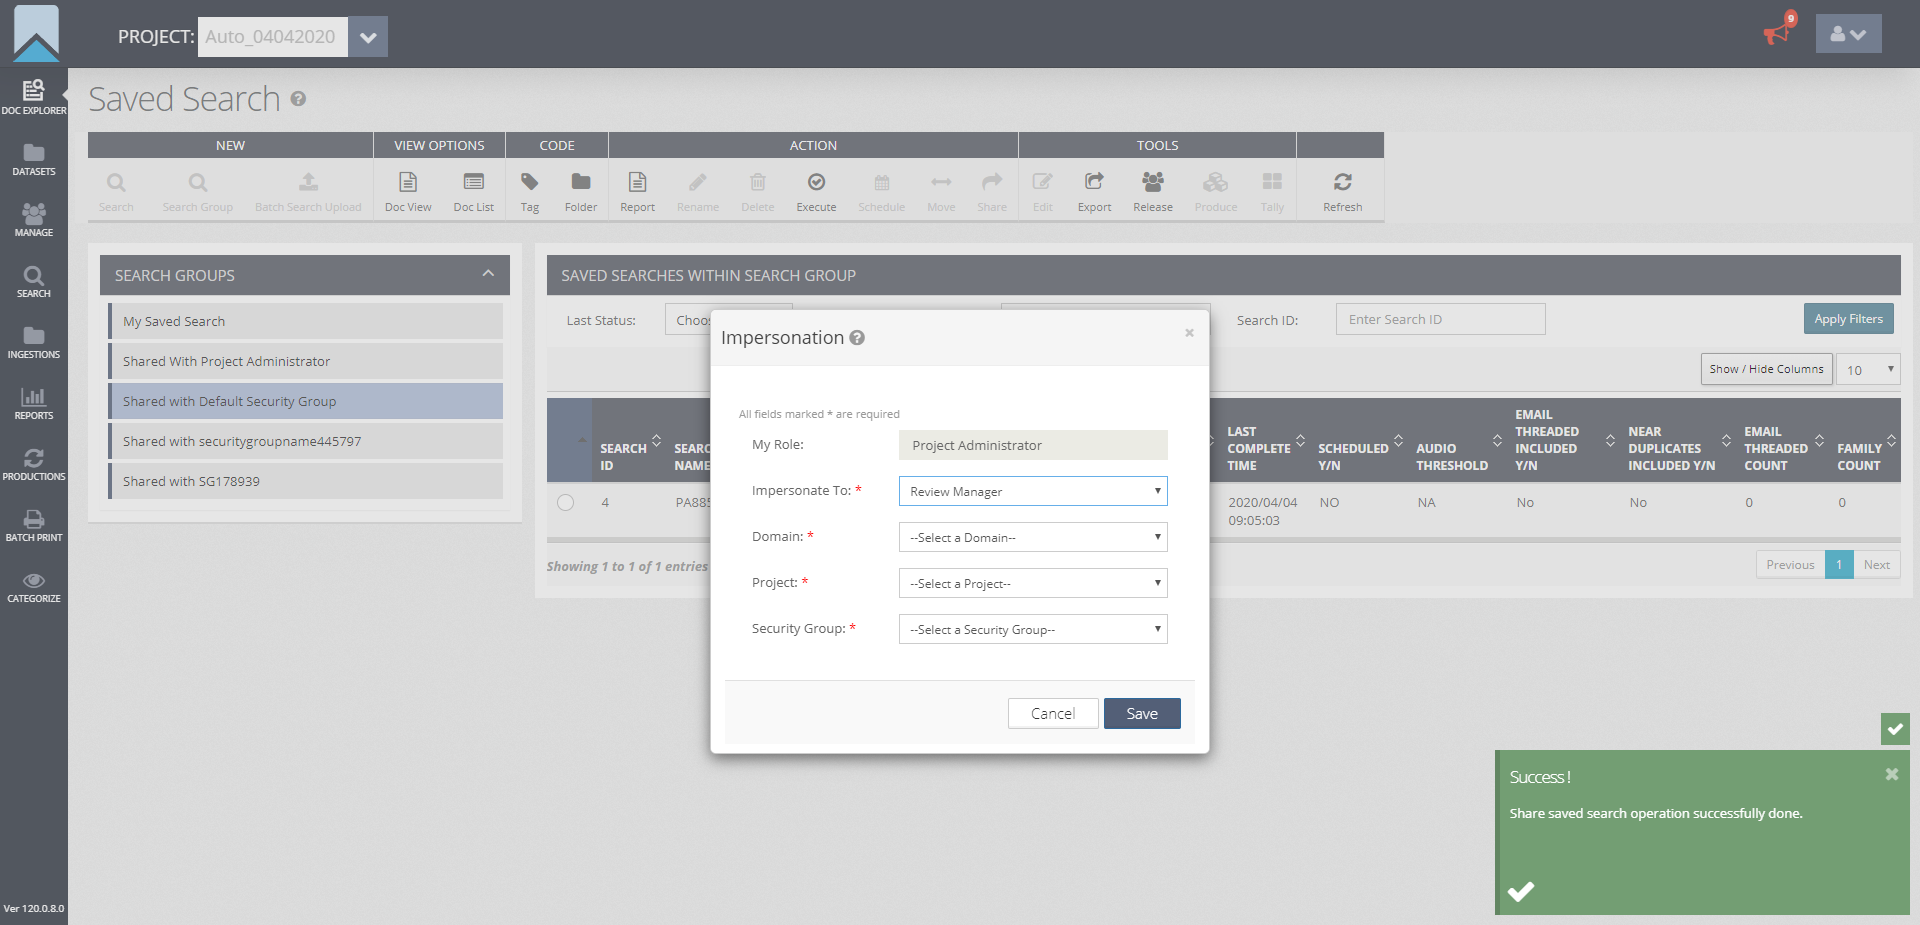 PROJECT: Auto_04042020
9
DOC EXPLORER
DATASETS
MANAGE
SEARCH
INGESTIONS
REPORTS
PRODUCTIONS
BATCH PRINT
CATEGORIZE
Ver 120.0.8.0
Saved Search
NEW VIEW OPTIONS CODE ACTION TOOLS
Search Search Group Batch Search Upload Doc View Doc List Tag Folder Report Rename Delete Execute Schedule Move Share Edit Export Release Produce Tally Refresh
SEARCH GROUPS
My Saved Search
Shared With Project Administrator
Shared with Default Security Group
Shared with securitygroupname445797
Shared with SG178939
SAVED SEARCHES WITHIN SEARCH GROUP
Last Status: Choo Search ID: Enter Search ID Apply Filters
Show / Hide Columns 10
SEARCH
ID
SEARC
NAME
LAST
COMPLETE
TIME
SCHEDULED
Y/N
AUDIO
THRESHOLD
EMAIL
THREADED
INCLUDED
Y/N
NEAR
DUPLICATES
INCLUDED Y/N
EMAIL
THREADED
COUNT
FAMILY
COUNT
4 PA885 2020/04/04 NO NA No No 0 0
09:05:03
Showing 1 to 1 of 1 entries
Previous 1 Next
Impersonation
All fields marked * are required
My Role: Project Administrator
Impersonate To: * Review Manager
Domain: * --Select a Domain--
Project: * --Select a Project--
Security Group: * --Select a Security Group--
Cancel Save
Success !
Share saved search operation successfully done.